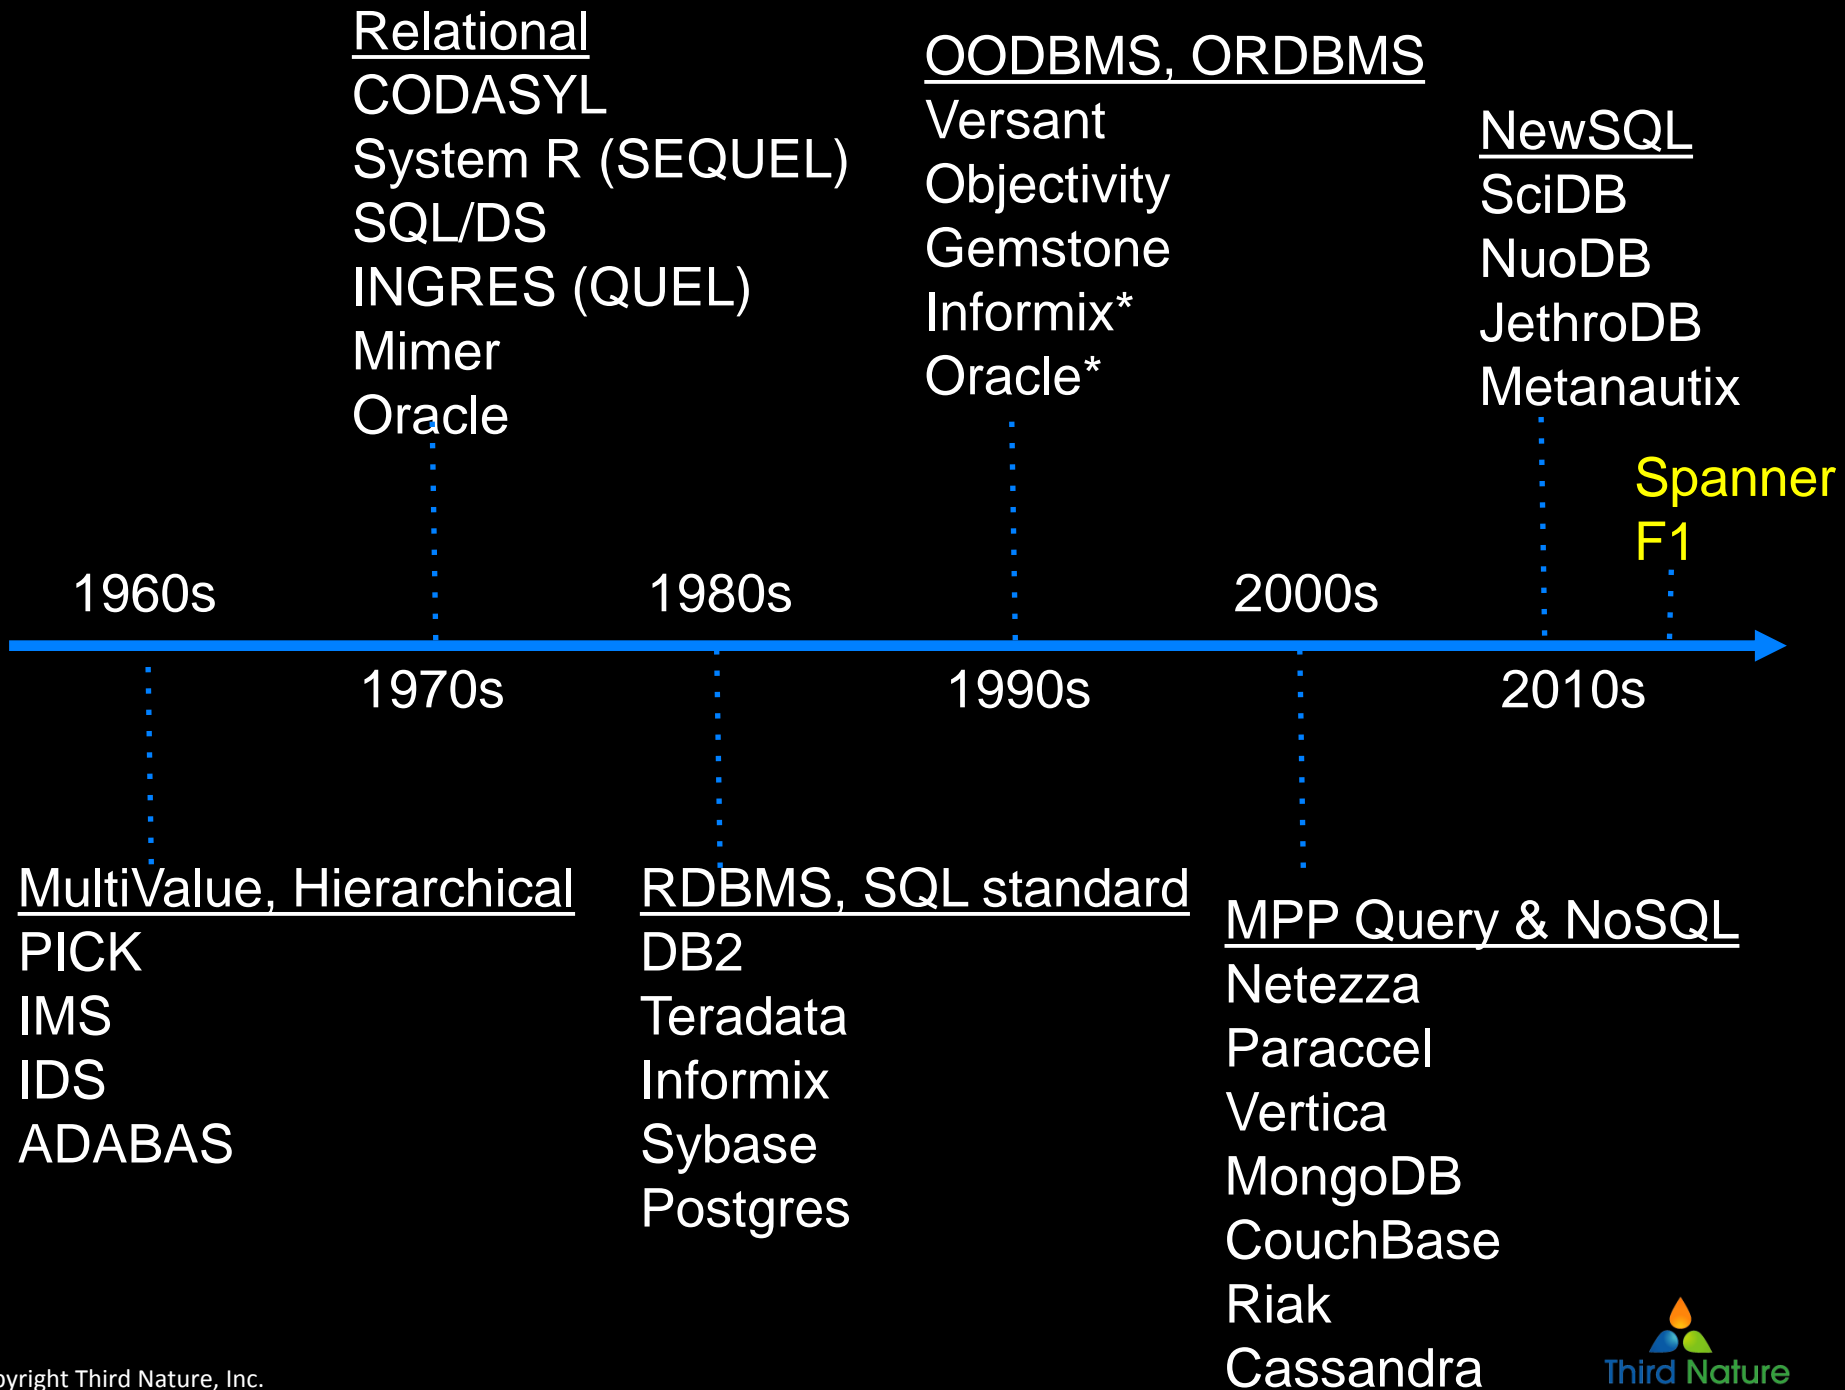 Relational
CODASYL
System R (SEQUEL)
SQL/DS
INGRES (QUEL)
Mimer
Oracle
OODBMS, ORDBMS
Versant
Objectivity
Gemstone
Informix*
Oracle*
NewSQL
SciDB
NuoDB
JethroDB
Metanautix
Spanner
F1
1960s
1980s
2000s
1970s
1990s
2010s
MultiValue, Hierarchical
PICK
IMS
IDS
ADABAS
RDBMS, SQL standard
DB2
Teradata
Informix
Sybase
Postgres
MPP Query & NoSQL
Netezza
Paraccel
Vertica
MongoDB
CouchBase
Riak
Cassandra
pyright Third Nature, Inc.
Third Nature